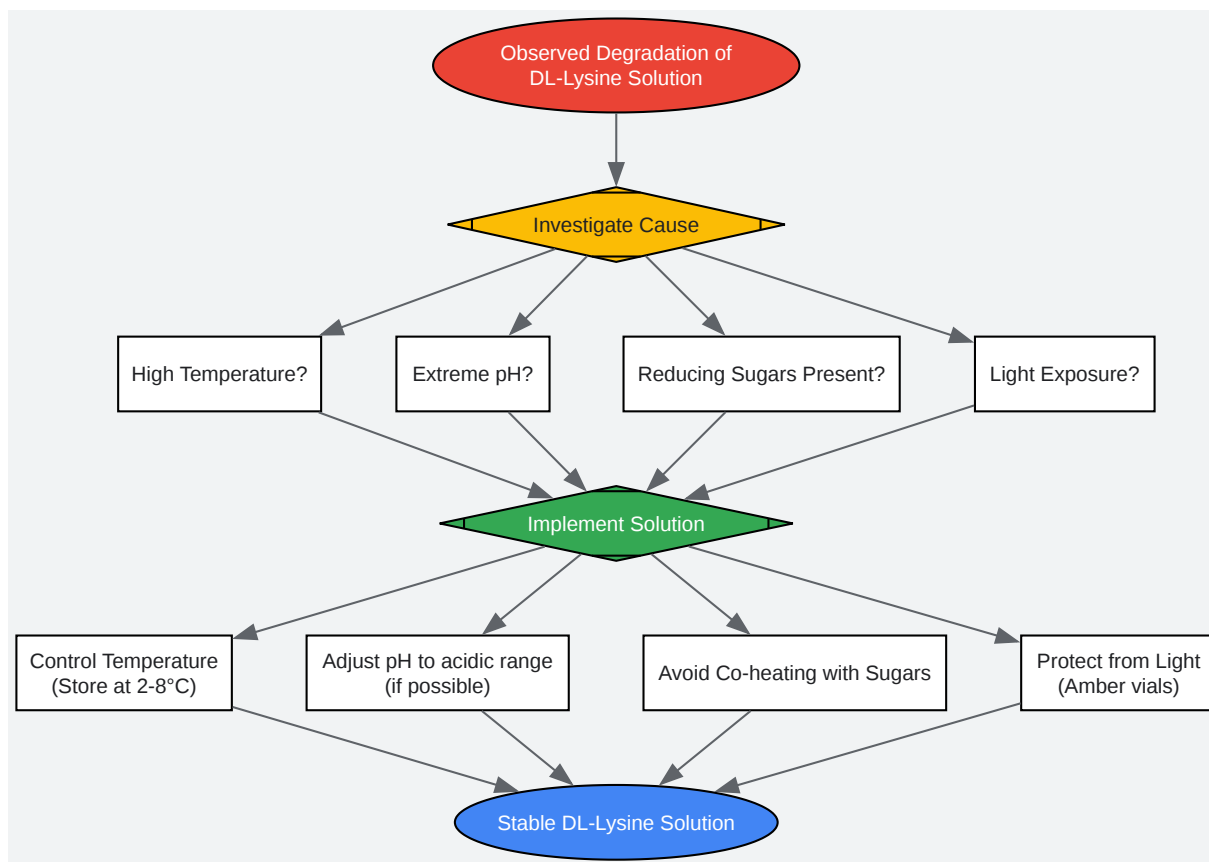 Observed Degradation of
DL-Lysine Solution
Investigate Cause
High Temperature?
Extreme pH?
Reducing Sugars Present?
Light Exposure?
Implement Solution
Control Temperature
(Store at 2-8°C)
Adjust pH to acidic range
(if possible)
Avoid Co-heating with Sugars
Protect from Light
(Amber vials)
Stable DL-Lysine Solution